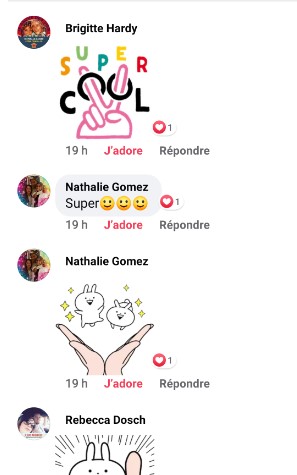 Brigitte Hardy
SUPER
COOL
1
19 h J'adore Répondre
Nathalie Gomez
Super😃😃😃 1
19 h J'adore Répondre
Nathalie Gomez
1
19 h J'adore Répondre
Rebecca Dosch